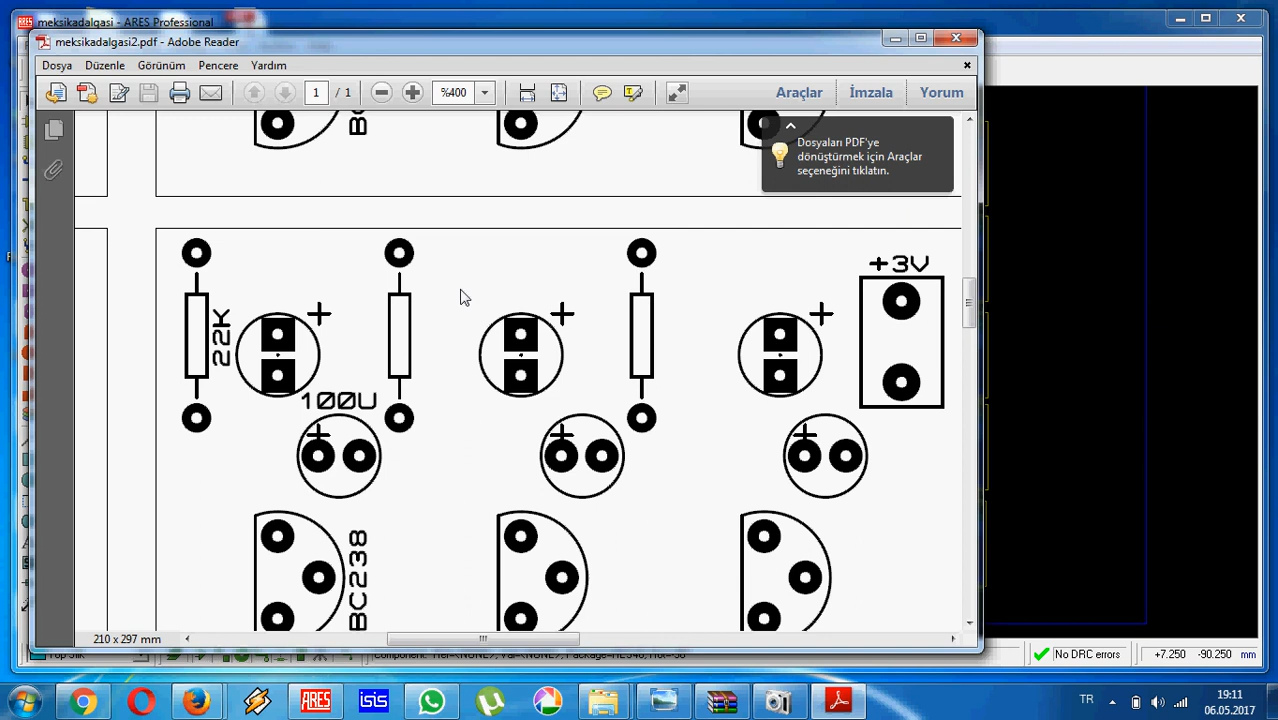 meksikadalgasi - ARES Professional
meksikadalgasi2.pdf - Adobe Reader
Dosya Düzenle Görünüm Pencere Yardım
1 / 1 %400 Araçlar İmzala Yorum
Dosyaları PDF'ye
dönüştürmek için Araçlar
seçeneğini tıklatın.
+3V
22K
+
+
+
100U
+
+
+
BC238
210 x 297 mm
No DRC errors +7.250 -90.250 mm
ARES isis TR 19:11
06.05.2017